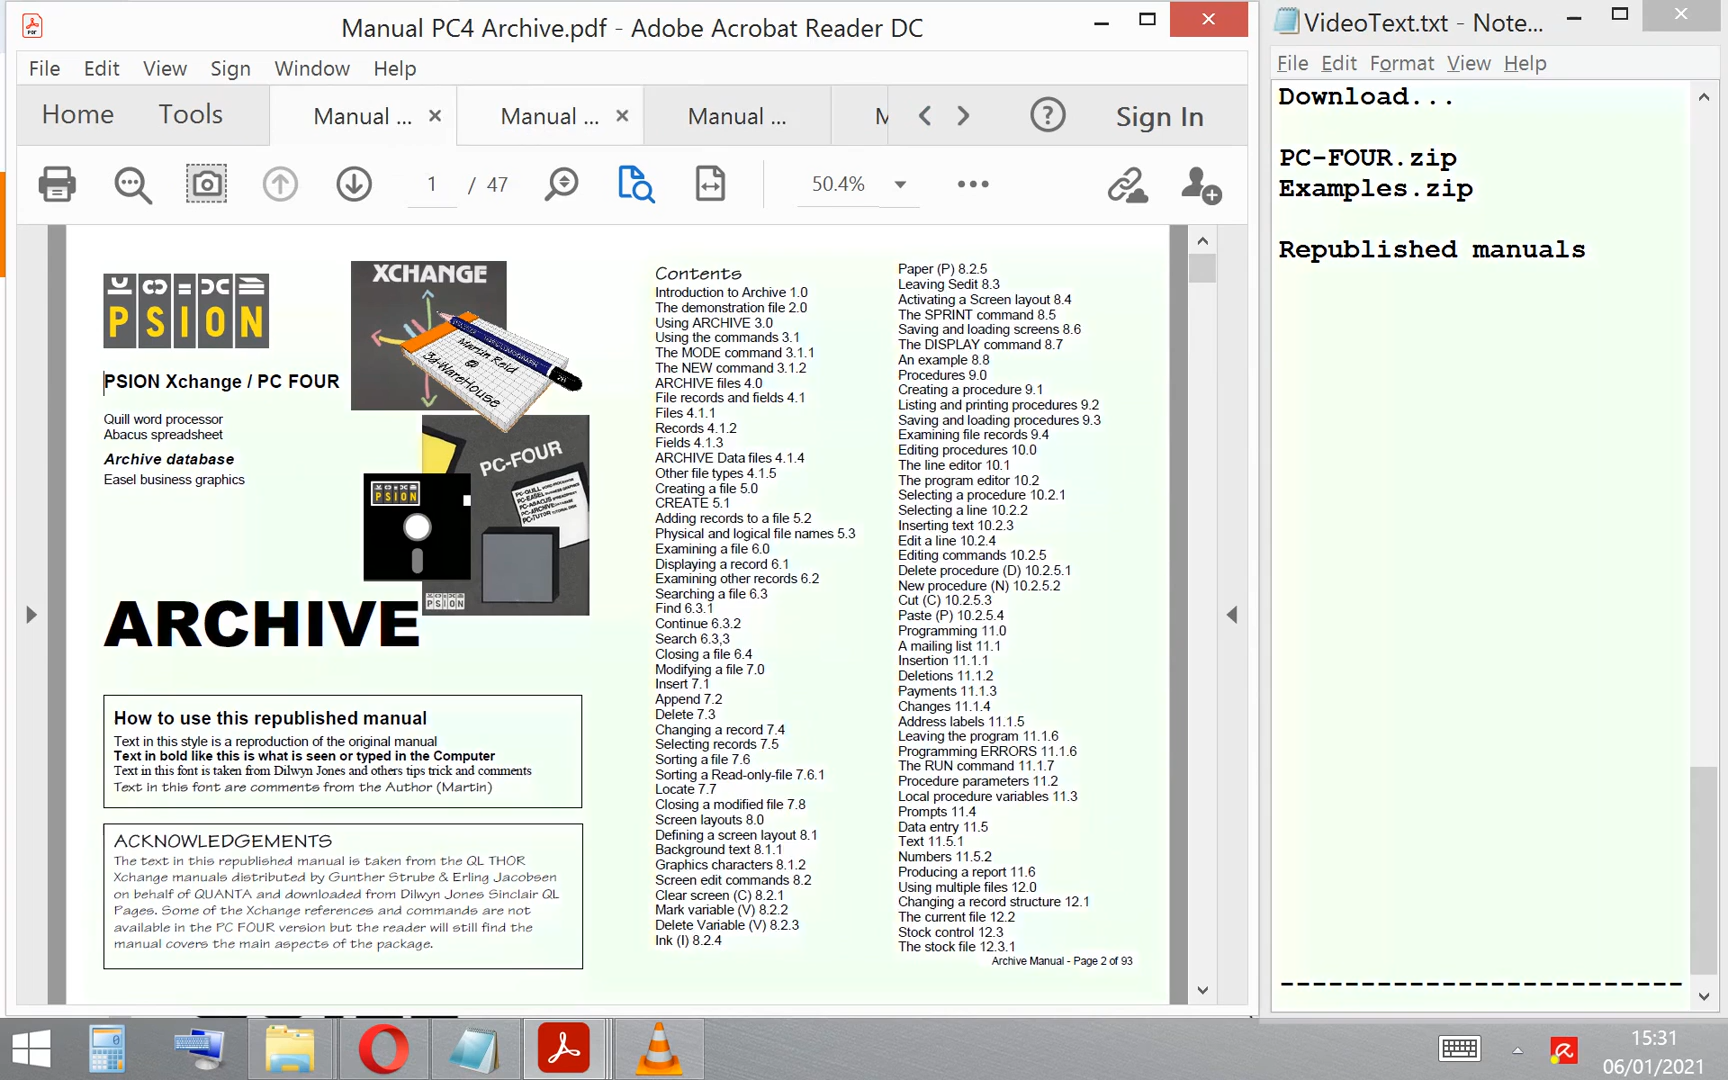 Manual PC4 Archive.pdf - Adobe Acrobat Reader DC
File Edit View Sign Window Help
Home Tools Manual ... Manual ... Manual ... Sign In
1 / 47 50.4%
PSION
XCHANGE
Martin Reid
@
3d-WareHouse
PSION Xchange / PC FOUR
Quill word processor
Abacus spreadsheet
Archive database
Easel business graphics
PC-FOUR
PSION
PSION
ARCHIVE
How to use this republished manual
Text in this style is a reproduction of the original manual
Text in bold like this is what is seen or typed in the Computer
Text in this font is taken from Dilwyn Jones and others tips trick and comments
Text in this font are comments from the Author (Martin)
ACKNOWLEDGEMENTS
The text in this republished manual is taken from the QL THOR
Xchange manuals distributed by Gunther Strube & Erling Jacobsen
on behalf of QUANTA and downloaded from Dilwyn Jones Sinclair QL
Pages. Some of the Xchange references and commands are not
available in the PC FOUR version but the reader will still find the
manual covers the main aspects of the package.
Contents
Introduction to Archive 1.0
The demonstration file 2.0
Using ARCHIVE 3.0
Using the commands 3.1
The MODE command 3.1.1
The NEW command 3.1.2
ARCHIVE files 4.0
File records and fields 4.1
Files 4.1.1
Records 4.1.2
Fields 4.1.3
ARCHIVE Data files 4.1.4
Other file types 4.1.5
Creating a file 5.0
CREATE 5.1
Adding records to a file 5.2
Physical and logical file names 5.3
Examining a file 6.0
Displaying a record 6.1
Examining other records 6.2
Searching a file 6.3
Find 6.3.1
Continue 6.3.2
Search 6.3,3
Closing a file 6.4
Modifying a file 7.0
Insert 7.1
Append 7.2
Delete 7.3
Changing a record 7.4
Selecting records 7.5
Sorting a file 7.6
Sorting a Read-only-file 7.6.1
Locate 7.7
Closing a modified file 7.8
Screen layouts 8.0
Defining a screen layout 8.1
Background text 8.1.1
Graphics characters 8.1.2
Screen edit commands 8.2
Clear screen (C) 8.2.1
Mark variable (V) 8.2.2
Delete Variable (V) 8.2.3
Ink (I) 8.2.4
Paper (P) 8.2.5
Leaving Sedit 8.3
Activating a Screen layout 8.4
The SPRINT command 8.5
Saving and loading screens 8.6
The DISPLAY command 8.7
An example 8.8
Procedures 9.0
Creating a procedure 9.1
Listing and printing procedures 9.2
Saving and loading procedures 9.3
Examining file records 9.4
Editing procedures 10.0
The line editor 10.1
The program editor 10.2
Selecting a procedure 10.2.1
Selecting a line 10.2.2
Inserting text 10.2.3
Edit a line 10.2.4
Editing commands 10.2.5
Delete procedure (D) 10.2.5.1
New procedure (N) 10.2.5.2
Cut (C) 10.2.5.3
Paste (P) 10.2.5.4
Programming 11.0
A mailing list 11.1
Insertion 11.1.1
Deletions 11.1.2
Payments 11.1.3
Changes 11.1.4
Address labels 11.1.5
Leaving the program 11.1.6
Programming ERRORS 11.1.6
The RUN command 11.1.7
Procedure parameters 11.2
Local procedure variables 11.3
Prompts 11.4
Data entry 11.5
Text 11.5.1
Numbers 11.5.2
Producing a report 11.6
Using multiple files 12.0
Changing a record structure 12.1
The current file 12.2
Stock control 12.3
The stock file 12.3.1
Archive Manual - Page 2 of 93
VideoText.txt - Note...
File Edit Format View Help
Download...
PC-FOUR.zip
Examples.zip
Republished manuals
-------------------------
15:31
06/01/2021